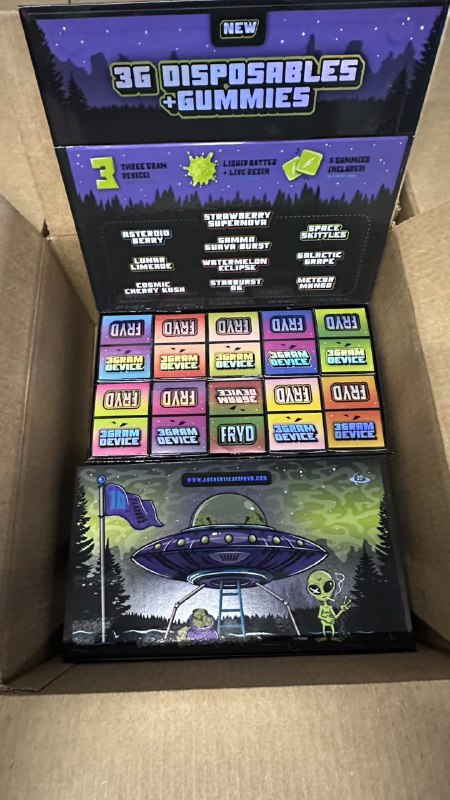 NEW
3G DISPOSABLES
+GUMMIES
3 THREE GRAM
DEVICE!
LIQUID BATTER
+ LIVE RESIN
5 GUMMIES
INCLUDED!
STRAWBERRY
SUPERNOVA
ASTEROID
BERRY
GAMMA
GUAVA BURST
SPACE
SKITTLES
LUNAR
LIMEADE
WATERMELON
ECLIPSE
GALACTIC
GRAPE
COSMIC
CHERRY KUSH
STARBURST
OG
METEOR
MANGO
FRYD FRYD FRYD FRYD FRYD
3GRAM DEVICE 3GRAM DEVICE 3GRAM DEVICE 3GRAM DEVICE 3GRAM DEVICE
FRYD FRYD 3GRAM DEVICE FRYD FRYD
3GRAM DEVICE 3GRAM DEVICE FRYD 3GRAM DEVICE 3GRAM DEVICE
WWW.AUTHENTICATEFRYD.COM
10
FLAVORS